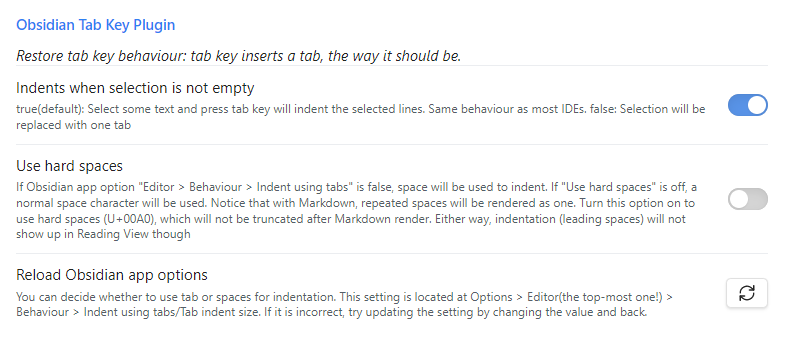 Obsidian Tab Key Plugin
Restore tab key behaviour: tab key inserts a tab, the way it should be.
Indents when selection is not empty
true(default): Select some text and press tab key will indent the selected lines. Same behaviour as most IDEs. false: Selection will be
replaced with one tab
Use hard spaces
If Obsidian app option "Editor > Behaviour > Indent using tabs" is false, space will be used to indent. If "Use hard spaces" is off, a
normal space character will be used. Notice that with Markdown, repeated spaces will be rendered as one. Turn this option on to
use hard spaces (U+00A0), which will not be truncated after Markdown render. Either way, indentation (leading spaces) will not
show up in Reading View though
Reload Obsidian app options
You can decide whether to use tab or spaces for indentation. This setting is located at Options > Editor(the top-most one!) >
Behaviour > Indent using tabs/Tab indent size. If it is incorrect, try updating the setting by changing the value and back.